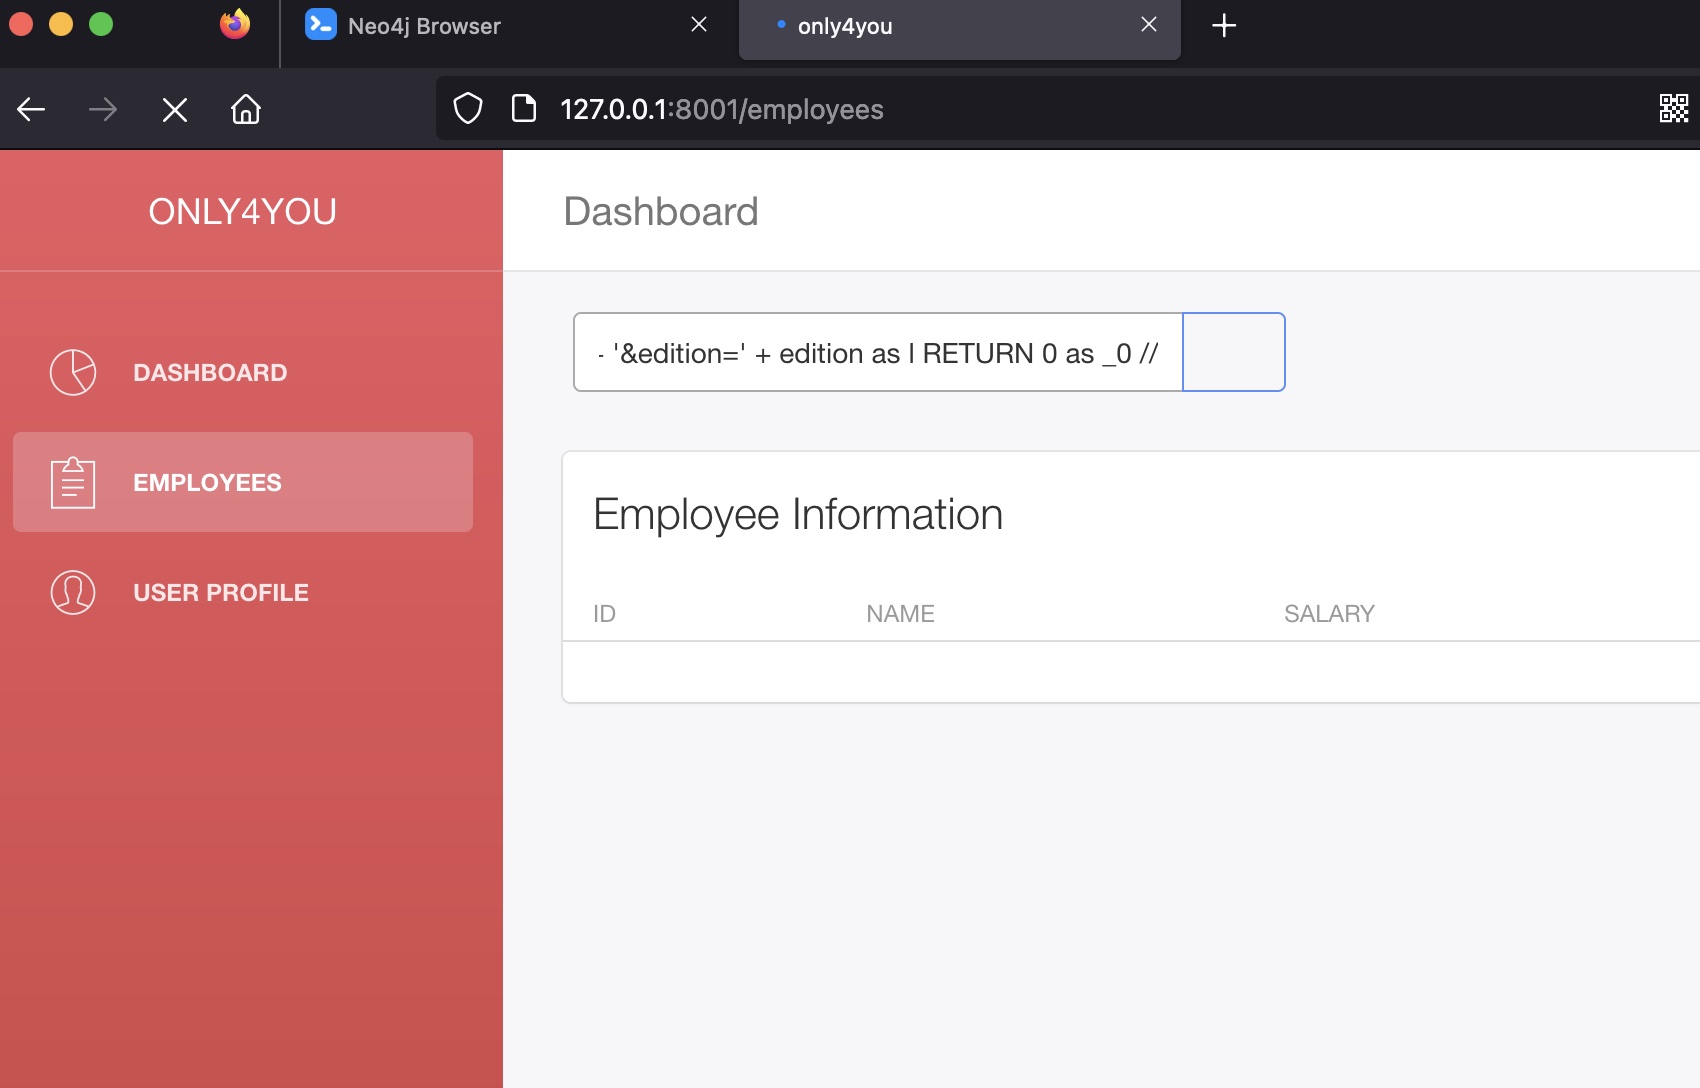 Neo4j Browser
only4you
127.0.0.1:8001/employees
ONLY4YOU
Dashboard
- '&edition=' + edition as l RETURN 0 as _0 //
DASHBOARD
EMPLOYEES
USER PROFILE
Employee Information
ID NAME SALARY